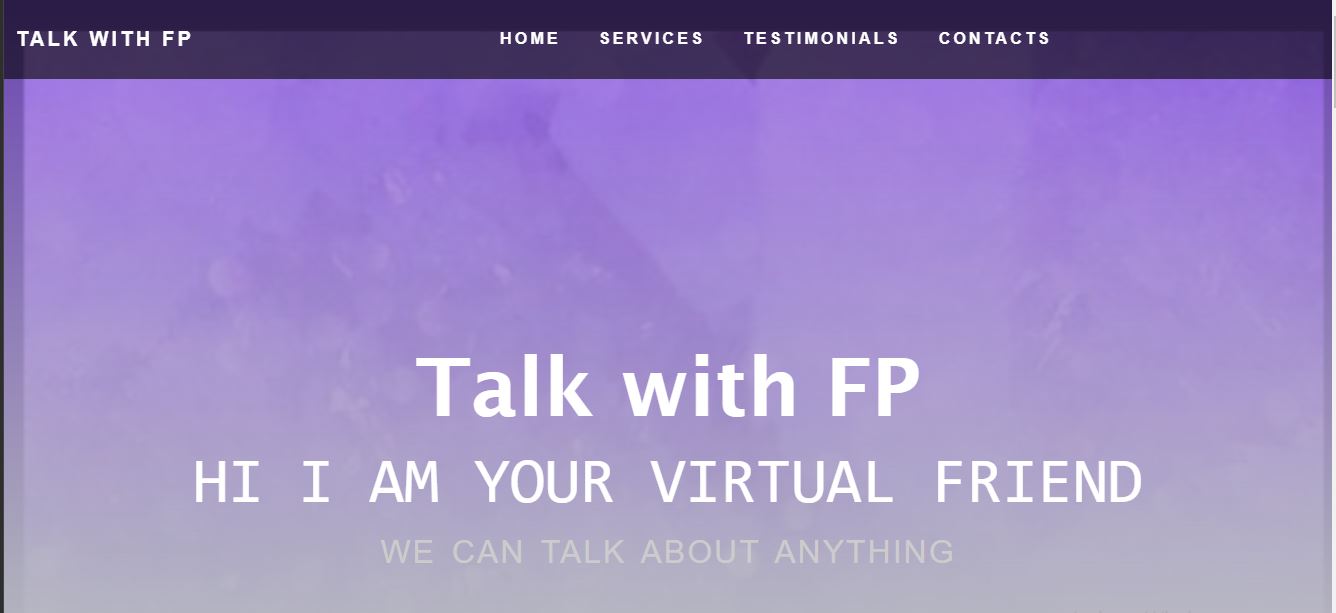 TALK WITH FP
HOME SERVICES TESTIMONIALS CONTACTS
Talk with FP
HI I AM YOUR VIRTUAL FRIEND
WE CAN TALK ABOUT ANYTHING